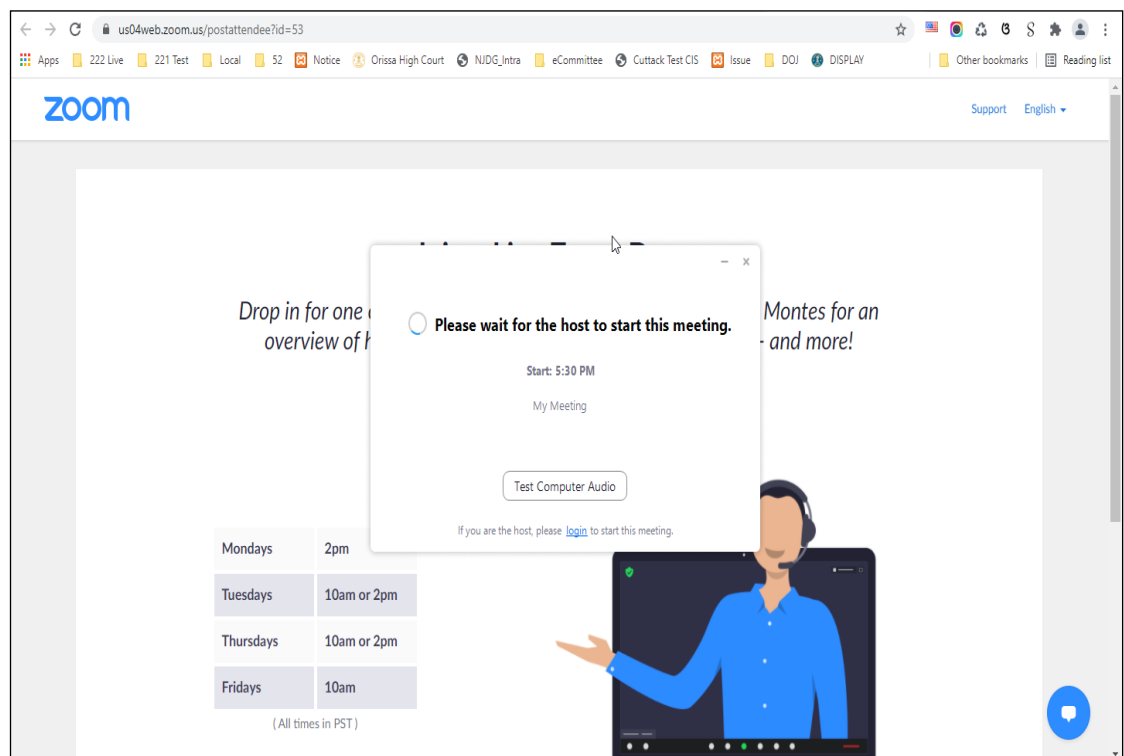 us04web.zoom.us/postattendee?id=53
Apps 222 Live 221 Test Local 52 Notice Orissa High Court NJDG_Intra eCommittee Cuttack Test CIS Issue DOJ DISPLAY Other bookmarks Reading list
zoom Support English
Drop in for one Montes for an
overview of - and more!
Please wait for the host to start this meeting.
Start: 5:30 PM
My Meeting
Test Computer Audio
If you are the host, please login to start this meeting.
Mondays 2pm
Tuesdays 10am or 2pm
Thursdays 10am or 2pm
Fridays 10am
( All times in PST )